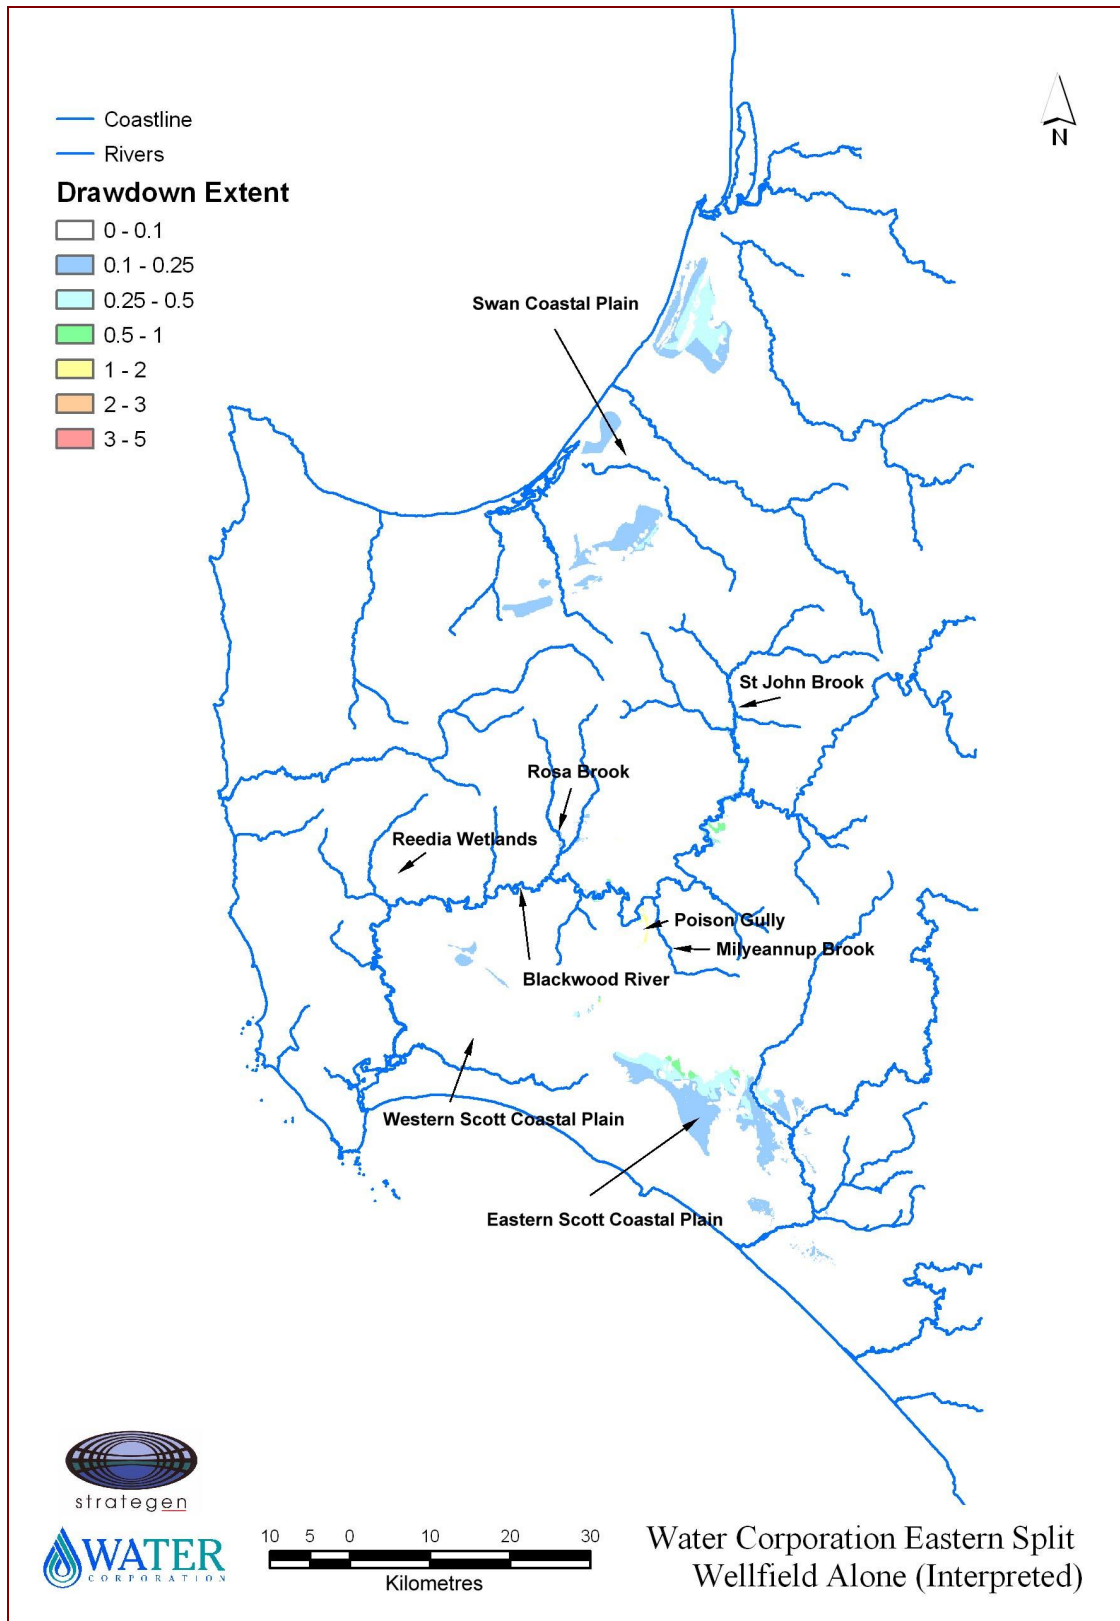 Coastline
Rivers
Drawdown Extent
0 - 0.1
0.1 - 0.25
0.25 - 0.5
0.5 - 1
1 - 2
2 - 3
3 - 5
N
Swan Coastal Plain
St John Brook
Rosa Brook
Reedia Wetlands
Poison Gully
Milyeannup Brook
Blackwood River
Western Scott Coastal Plain
Eastern Scott Coastal Plain
strategen
WATER
CORPORATION
10 5 0 10 20 30
Kilometres
Water Corporation Eastern Split
Wellfield Alone (Interpreted)